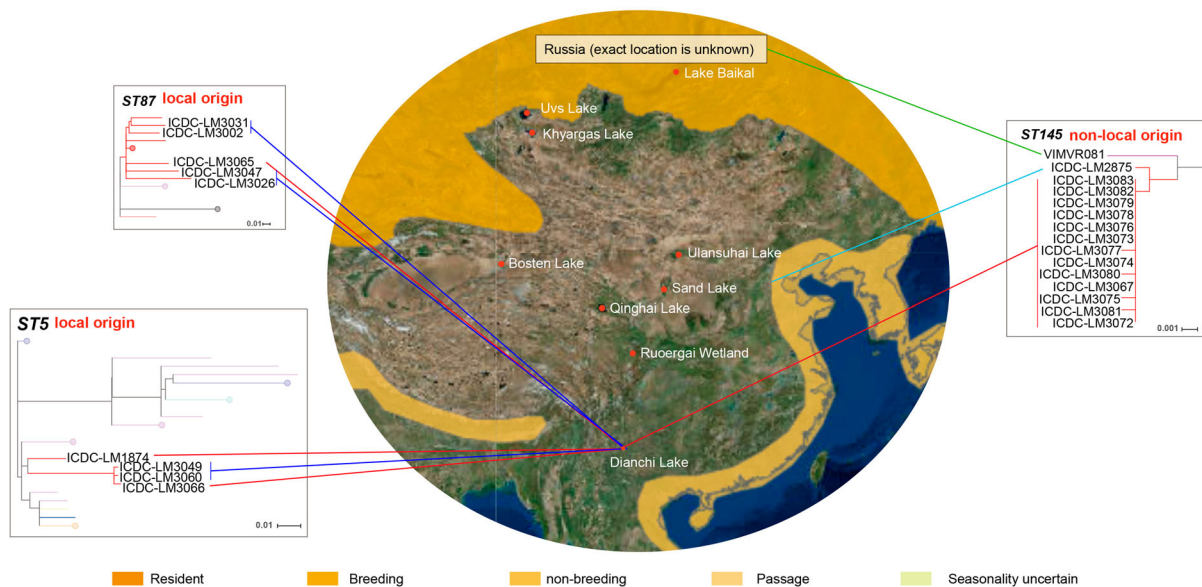 Russia (exact location is unknown)
Lake Baikal
Uvs Lake
Khyargas Lake
Bosten Lake
Ulansuhai Lake
Sand Lake
Qinghai Lake
Ruoergai Wetland
Dianchi Lake
ST87 local origin
ICDC-LM3031
ICDC-LM3002
ICDC-LM3065
ICDC-LM3047
ICDC-LM3026
0.01
ST5 local origin
ICDC-LM1874
ICDC-LM3049
ICDC-LM3060
ICDC-LM3066
0.01
ST145 non-local origin
VIMVR081
ICDC-LM2875
ICDC-LM3083
ICDC-LM3082
ICDC-LM3079
ICDC-LM3078
ICDC-LM3076
ICDC-LM3073
ICDC-LM3077
ICDC-LM3074
ICDC-LM3080
ICDC-LM3067
ICDC-LM3075
ICDC-LM3081
ICDC-LM3072
0.001
Resident Breeding non-breeding Passage Seasonality uncertain